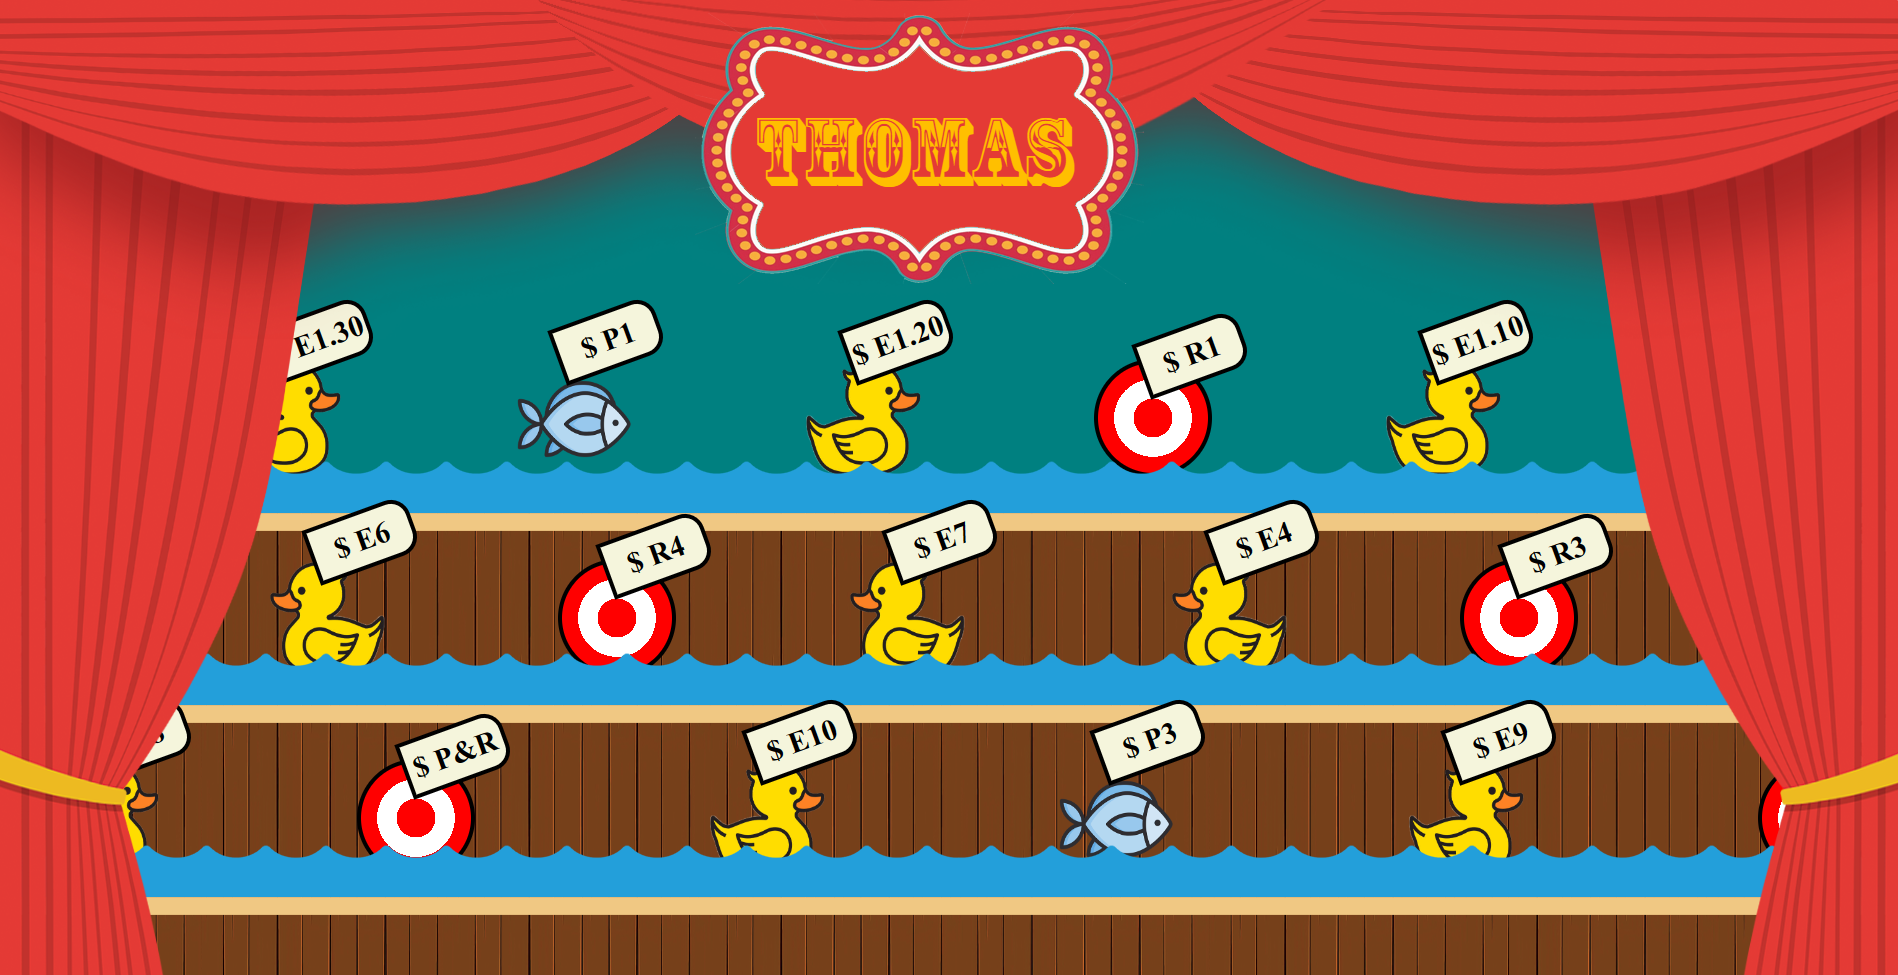 THOMAS
E1.30
$ P1
$ E1.20
$ R1
$ E1.10
$ E6
$ R4
$ E7
$ E4
$ R3
$ P&R
$ E10
$ P3
$ E9